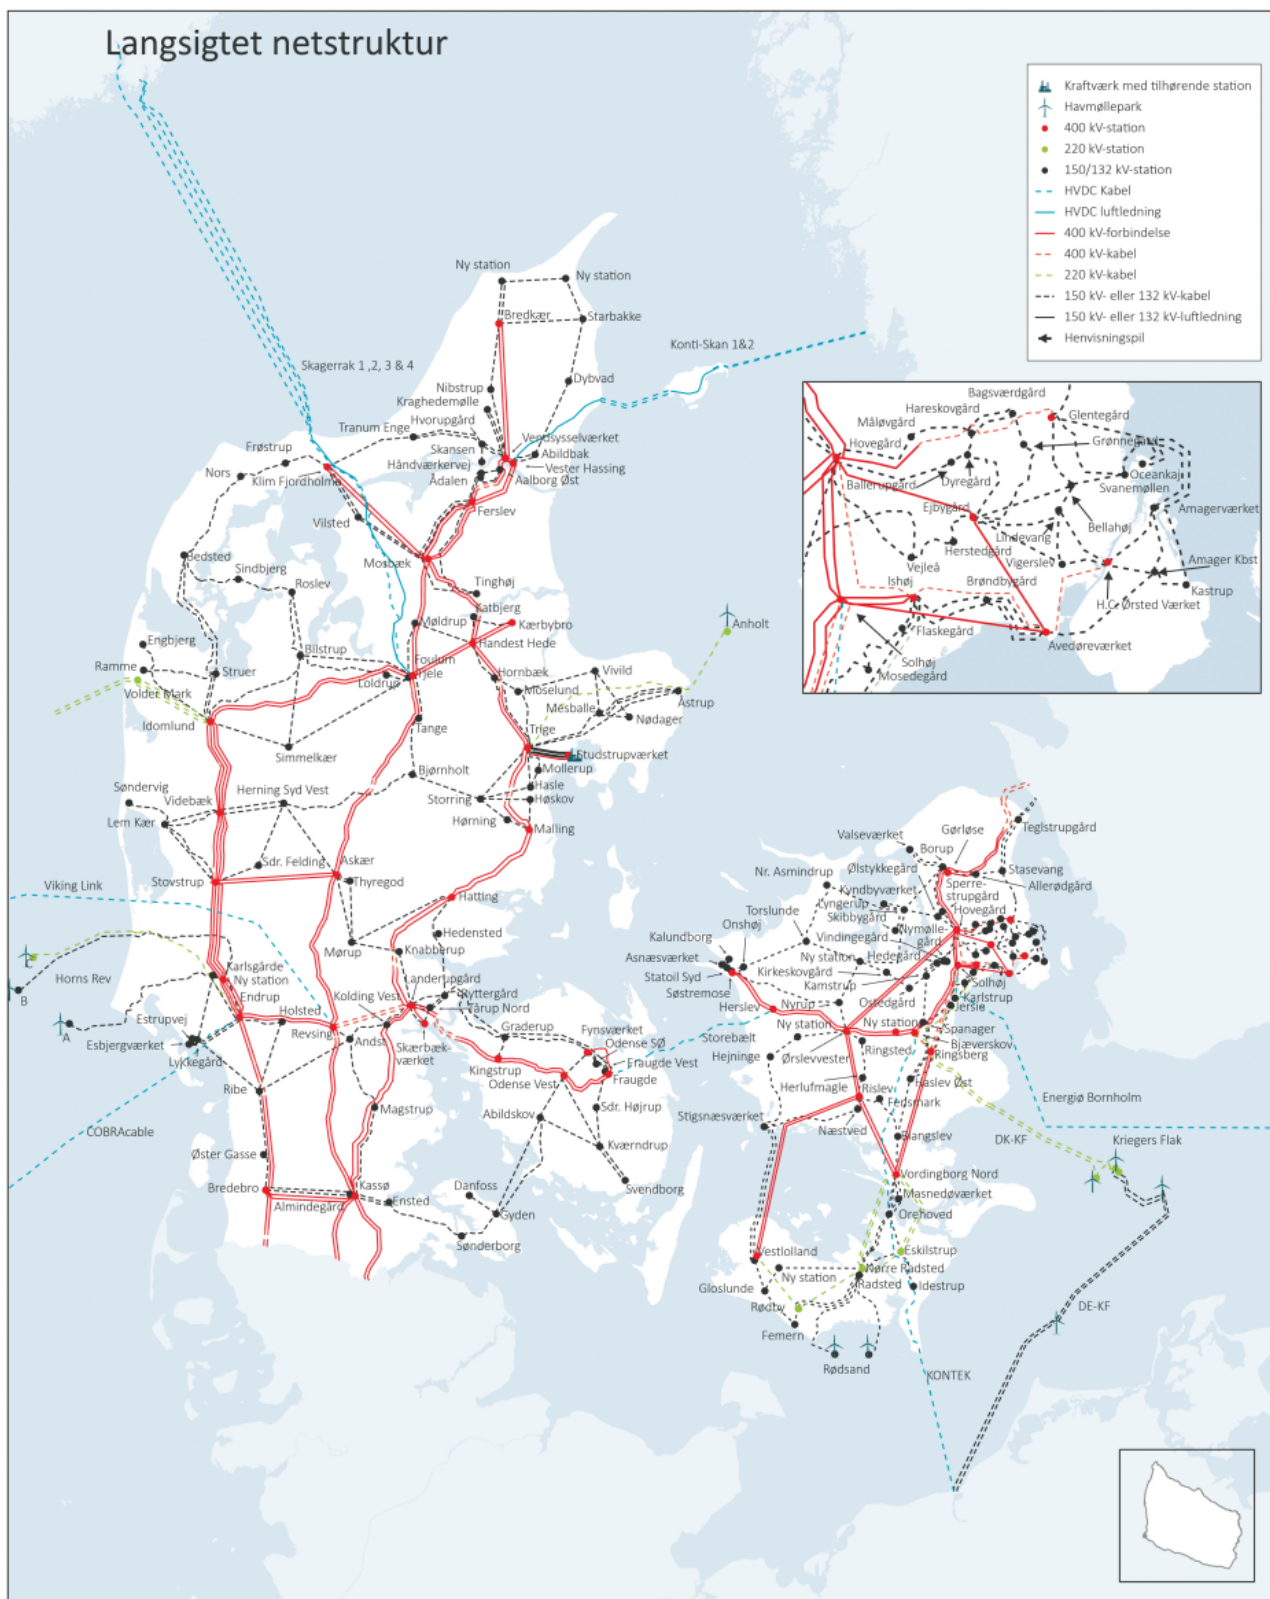 Langsigtet netstruktur
Kraftværk med tilhørende station
Havmøllepark
400 kV-station
220 kV-station
150/132 kV-station
HVDC Kabel
HVDC luftledning
400 kV-forbindelse
400 kV-kabel
220 kV-kabel
150 kV- eller 132 kV-kabel
150 kV- eller 132 kV-luftledning
Henvisningspil
Ny station
Ny station
Bredkær
Starbakke
Skagerrak 1 ,2, 3 & 4
Konti-Skan 1&2
Nibstrup
Dybvad
Kraghedemølle
Hvorupgård
Tranum Enge
Vendsysselværket
Skansen
Abildbak
Frøstrup
Håndværkervej
Vester Hassing
Nors
Klim Fjordholme
Ådalen
Aalborg Øst
Ferslev
Vilsted
Bedsted
Mosbæk
Sindbjerg
Tinghøj
Roslev
Katbjerg
Møldrup
Kærbybro
Anholt
Engbjerg
Handest Hede
Bilstrup
Foulum
Ramme
Struer
Loldrup
Tjele
Hornbæk
Vivild
Volder Mark
Moselund
Mesballe
Åstrup
Idomlund
Nødager
Tange
Trige
Simmelkær
Studstrupværket
Bjørnholt
Mollerup
Søndervig
Herning Syd Vest
Hasle
Videbæk
Storring
Høskov
Lem Kær
Hørning
Malling
Sdr. Felding
Askær
Stovstrup
Thyregod
Viking Link
Hatting
Hedensted
Mørup
Knabberup
Horns Rev
Karlsgårde
Ny station
Landerupgård
B
Endrup
Kolding Vest
Ryttergård
Tårup Nord
A
Estrupvej
Holsted
Revsing
Graderup
Fynsværket
Esbjergværket
Andst
Skærbæk-
værket
Odense SØ
Lykkegård
Kingstrup
Fraugde Vest
Odense Vest
Fraugde
Ribe
Magstrup
Abildskov
Sdr. Højrup
COBRAcable
Kværndrup
Øster Gasse
Svendborg
Bredebro
Kassø
Danfoss
Almindegård
Ensted
Gyden
Sønderborg
Bagsværdgård
Hareskovgård
Glentegård
Måløvgård
Hovegård
Grønnegård
Oceankaj
Ballerupgård
Dyregård
Svanemøllen
Ejbygård
Amagerværket
Bellahøj
Lindevang
Herstedgård
Vigerslev
Vejleå
Amager Kbst
Ishøj
Brøndbygård
Kastrup
H.C. Ørsted Værket
Flaskegård
Avedøreværket
Solhøj
Mosedegård
Teglstrupgård
Gørløse
Valseværket
Borup
Stasevang
Ølstykkegård
Nr. Asmindrup
Sperre-
strupgård
Allerødgård
Kyndbyværket
Lyngerup
Torslunde
Skibbygård
Hovegård
Onshøj
Nymølle-
gård
Kalundborg
Vindingegård
Asnæsværket
Ny station
Hedegård
Statoil Syd
Kirkeskovgård
Solhøj
Søstremose
Kamstrup
Karlstrup
Herslev
Nyrup
Ostedgård
Jersie
Ny station
Ny station
Spanager
Storebælt
Bjæverskov
Ørslevvester
Ringsted
Ringsberg
Hejninge
Herlufmagle
Rislev
Haslev Øst
Fensmark
Energiø Bornholm
Stigsnæsværket
Næstved
Blangslev
DK-KF
Kriegers Flak
Vordingborg Nord
Masnedøværket
Orehoved
Vestlolland
Eskilstrup
Nørre Radsted
Ny station
Radsted
Gloslunde
Idestrup
Rødby
DE-KF
Femern
Rødsand
KONTEK